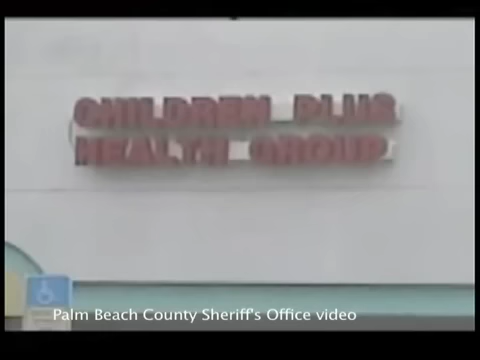 CHILDREN PLUS
HEALTH GROUP
Palm Beach County Sheriff's Office video